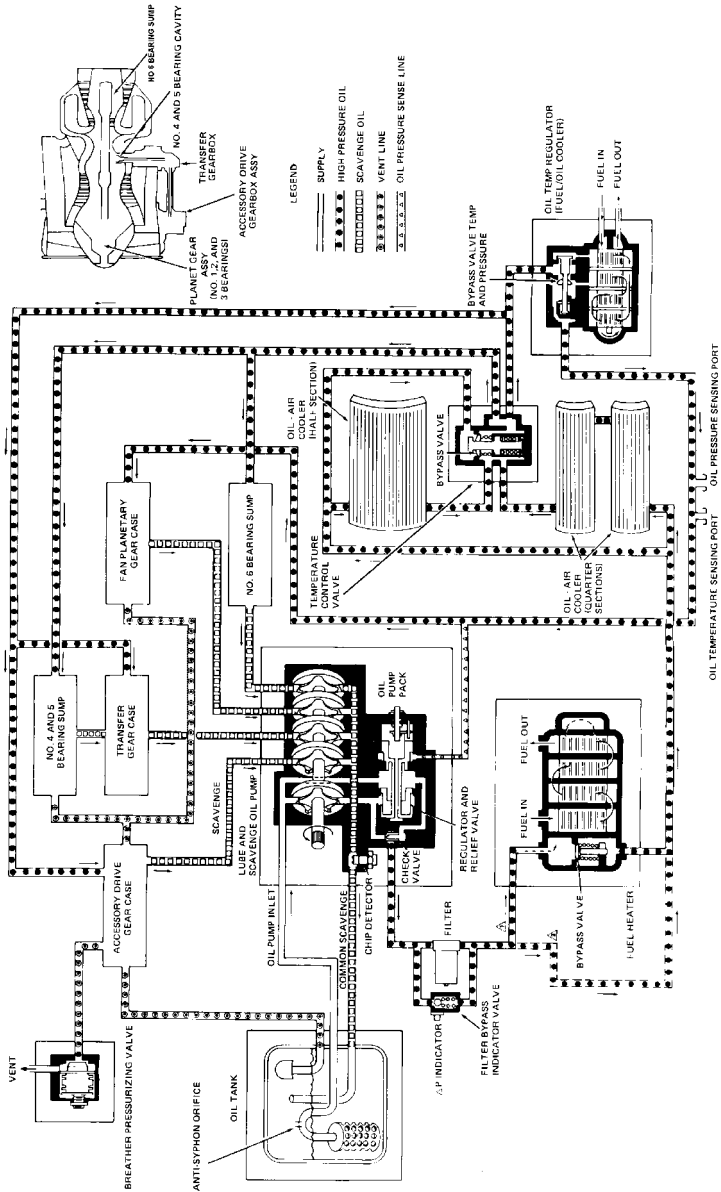 VENT
BREATHER PRESSURIZING VALVE
ANTI-SYPHON ORIFICE
OIL TANK
ACCESSORY DRIVE
GEAR CASE
NO. 4 AND 5
BEARING SUMP
TRANSFER
GEAR CASE
FAN PLANETARY
GEAR CASE
NO. 6 BEARING SUMP
SCAVENGE
LUBE AND
SCAVENGE OIL PUMP
OIL PUMP INLET
COMMON SCAVENGE
CHIP DETECTOR
CHECK
VALVE
OIL
PUMP
PACK
REGULATOR AND
RELIEF VALVE
FILTER
ΔP INDICATOR
FILTER BYPASS
INDICATOR VALVE
FUEL IN
FUEL OUT
BYPASS VALVE
FUEL HEATER
TEMPERATURE
CONTROL
VALVE
OIL - AIR
COOLER
(HALF SECTION)
BYPASS VALVE
OIL - AIR
COOLER
(QUARTER
SECTIONS)
BYPASS VALVE TEMP
AND PRESSURE
OIL TEMP REGULATOR
(FUEL/OIL COOLER)
FUEL IN
FUEL OUT
OIL TEMPERATURE SENSING PORT
OIL PRESSURE SENSING PORT
PLANET GEAR
ASSY
(NO. 1,2, AND
3 BEARINGS)
ACCESSORY DRIVE
GEARBOX ASSY
TRANSFER
GEARBOX
NO. 4 AND 5 BEARING CAVITY
NO 6 BEARING SUMP
LEGEND
SUPPLY
HIGH PRESSURE OIL
SCAVENGE OIL
VENT LINE
OIL PRESSURE SENSE LINE